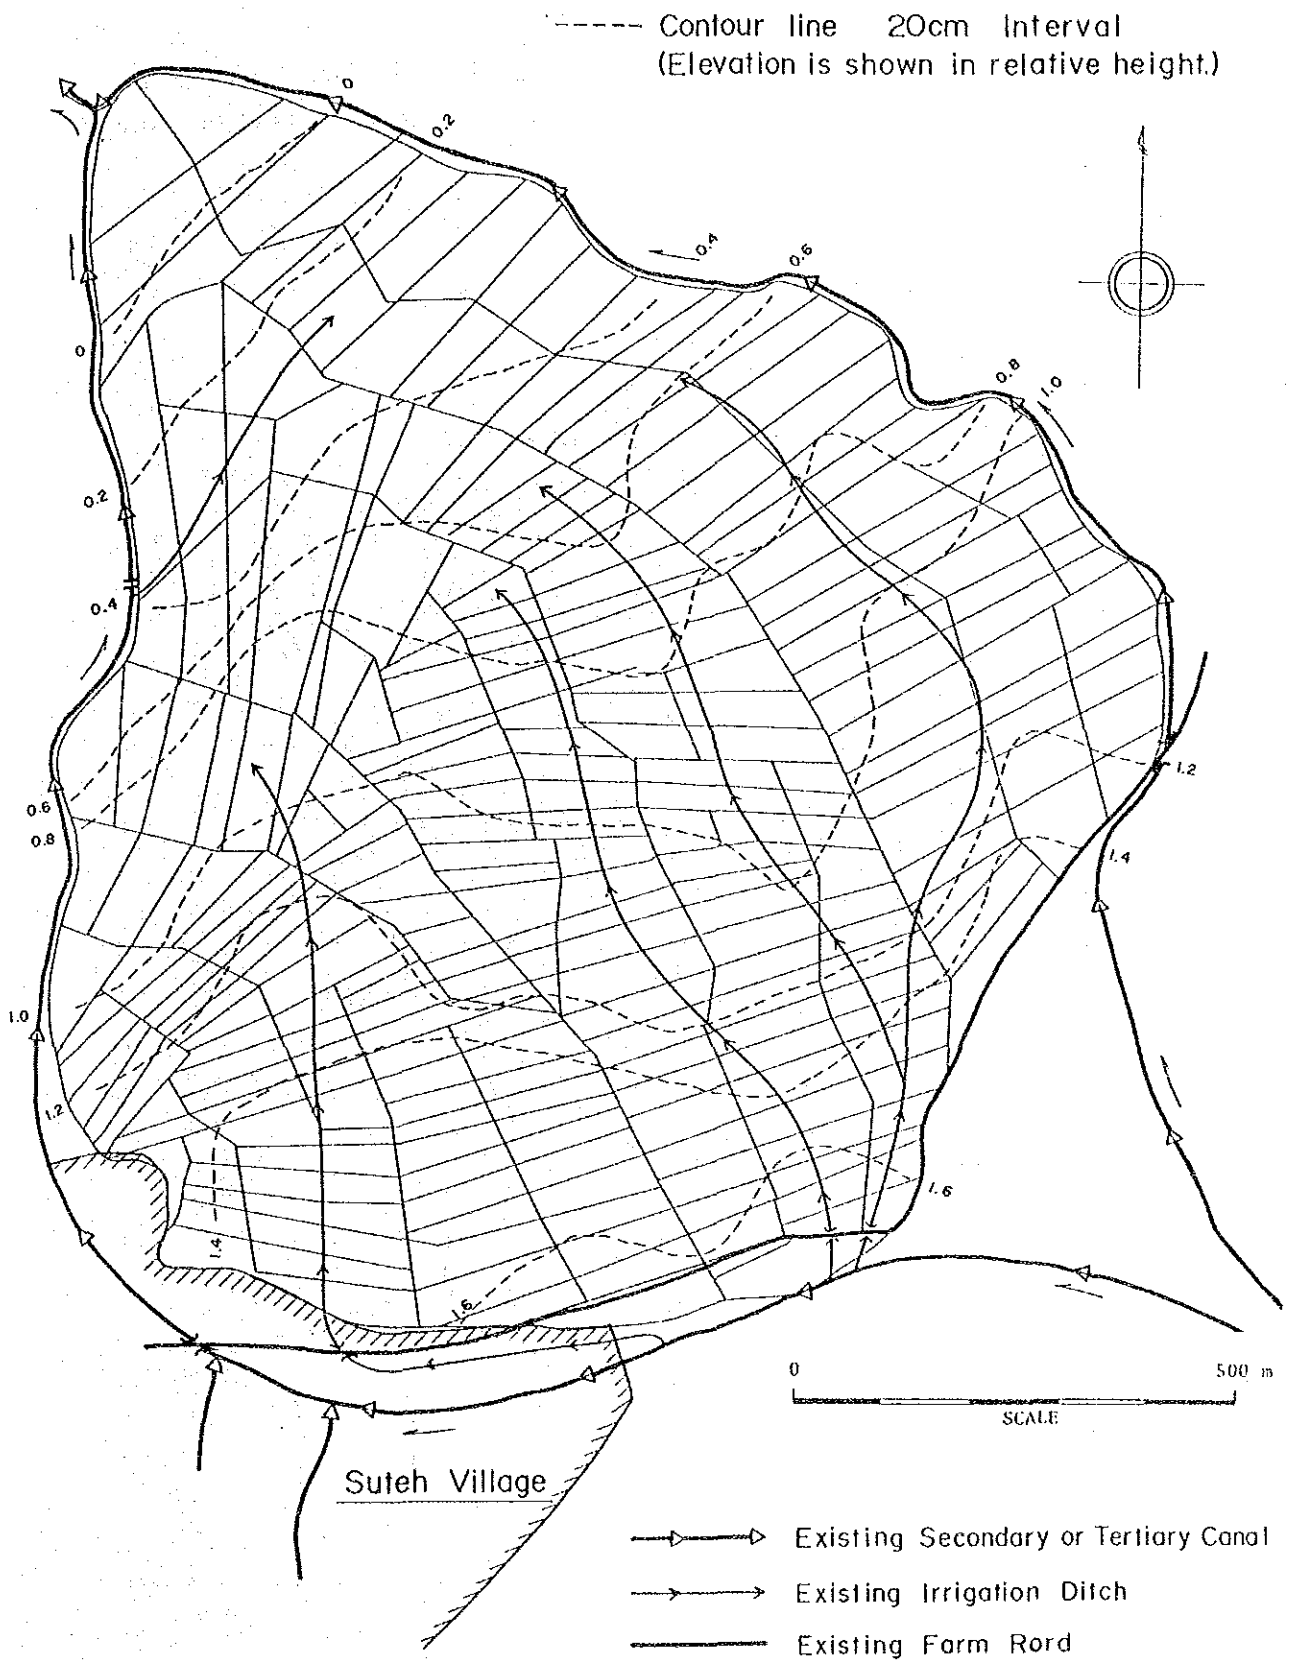 Contour line 20cm Interval
(Elevation is shown in relative height.)
0
0.2
0.4
0.6
0.8
1.0
0
0.2
0.4
1.2
0.6
0.8
1.4
1.0
1.2
1.6
1.4
1.6
0 500 m
SCALE
Suteh Village
Existing Secondary or Tertiary Canal
Existing Irrigation Ditch
Existing Farm Rord